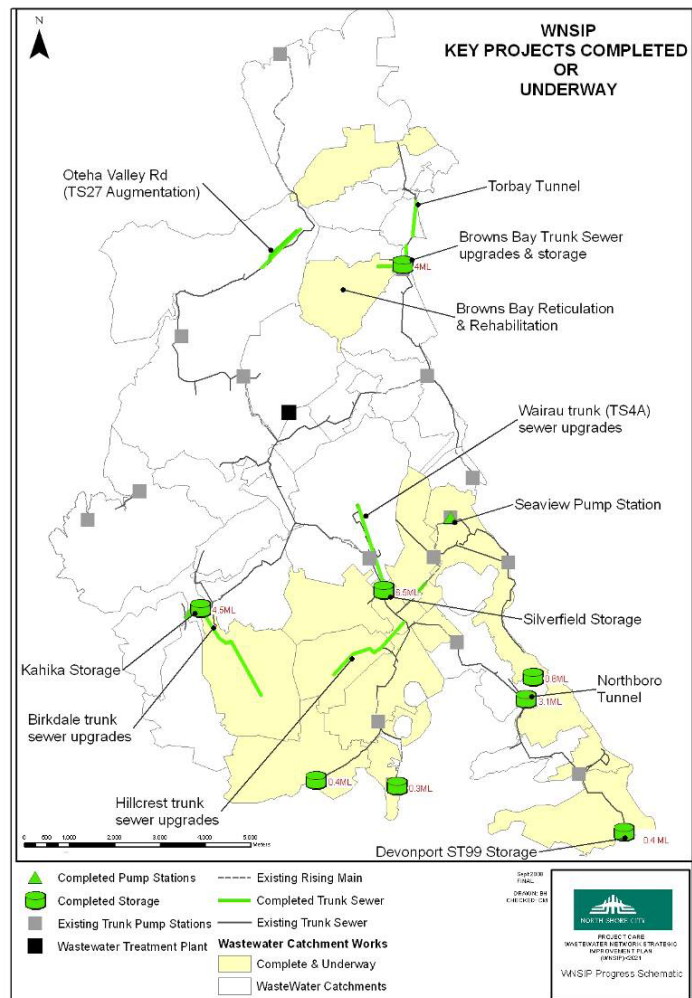 N
WNSIP
KEY PROJECTS COMPLETED
OR
UNDERWAY
Oteha Valley Rd
(TS27 Augmentation)
Torbay Tunnel
Browns Bay Trunk Sewer
upgrades & storage
4ML
Browns Bay Reticulation
& Rehabilitation
Wairau trunk (TS4A)
sewer upgrades
Seaview Pump Station
6.5ML
Silverfield Storage
4.5ML
Kahika Storage
Birkdale trunk
sewer upgrades
0.6ML
Northboro
Tunnel
3.1ML
Hillcrest trunk
sewer upgrades
0.4ML
0.3ML
0.4 ML
Devonport ST99 Storage
0 500 1,000 2,000 3,000 4,000 5,000
Meters
Completed Pump Stations
Completed Storage
Existing Trunk Pump Stations
Wastewater Treatment Plant
Existing Rising Main
Completed Trunk Sewer
Existing Trunk Sewer
Wastewater Catchment Works
Complete & Underway
WasteWater Catchments
FINAL
DRAWN: BH
CHECKED: CM
NORTH SHORE CITY
PROJECT CARE
WASTEWATER NETWORK STRATEGIC
IMPROVEMENT PLAN
(WNSIP)<2021
WNSIP Progress Schematic